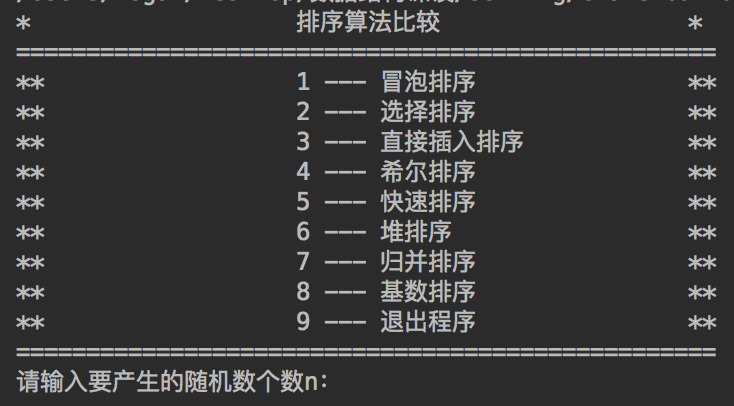 *                   排序算法比较                  *
==================================================
**                  1 --- 冒泡排序               **
**                  2 --- 选择排序               **
**                  3 --- 直接插入排序           **
**                  4 --- 希尔排序               **
**                  5 --- 快速排序               **
**                  6 --- 堆排序                 **
**                  7 --- 归并排序               **
**                  8 --- 基数排序               **
**                  9 --- 退出程序               **
==================================================
请输入要产生的随机数个数n: